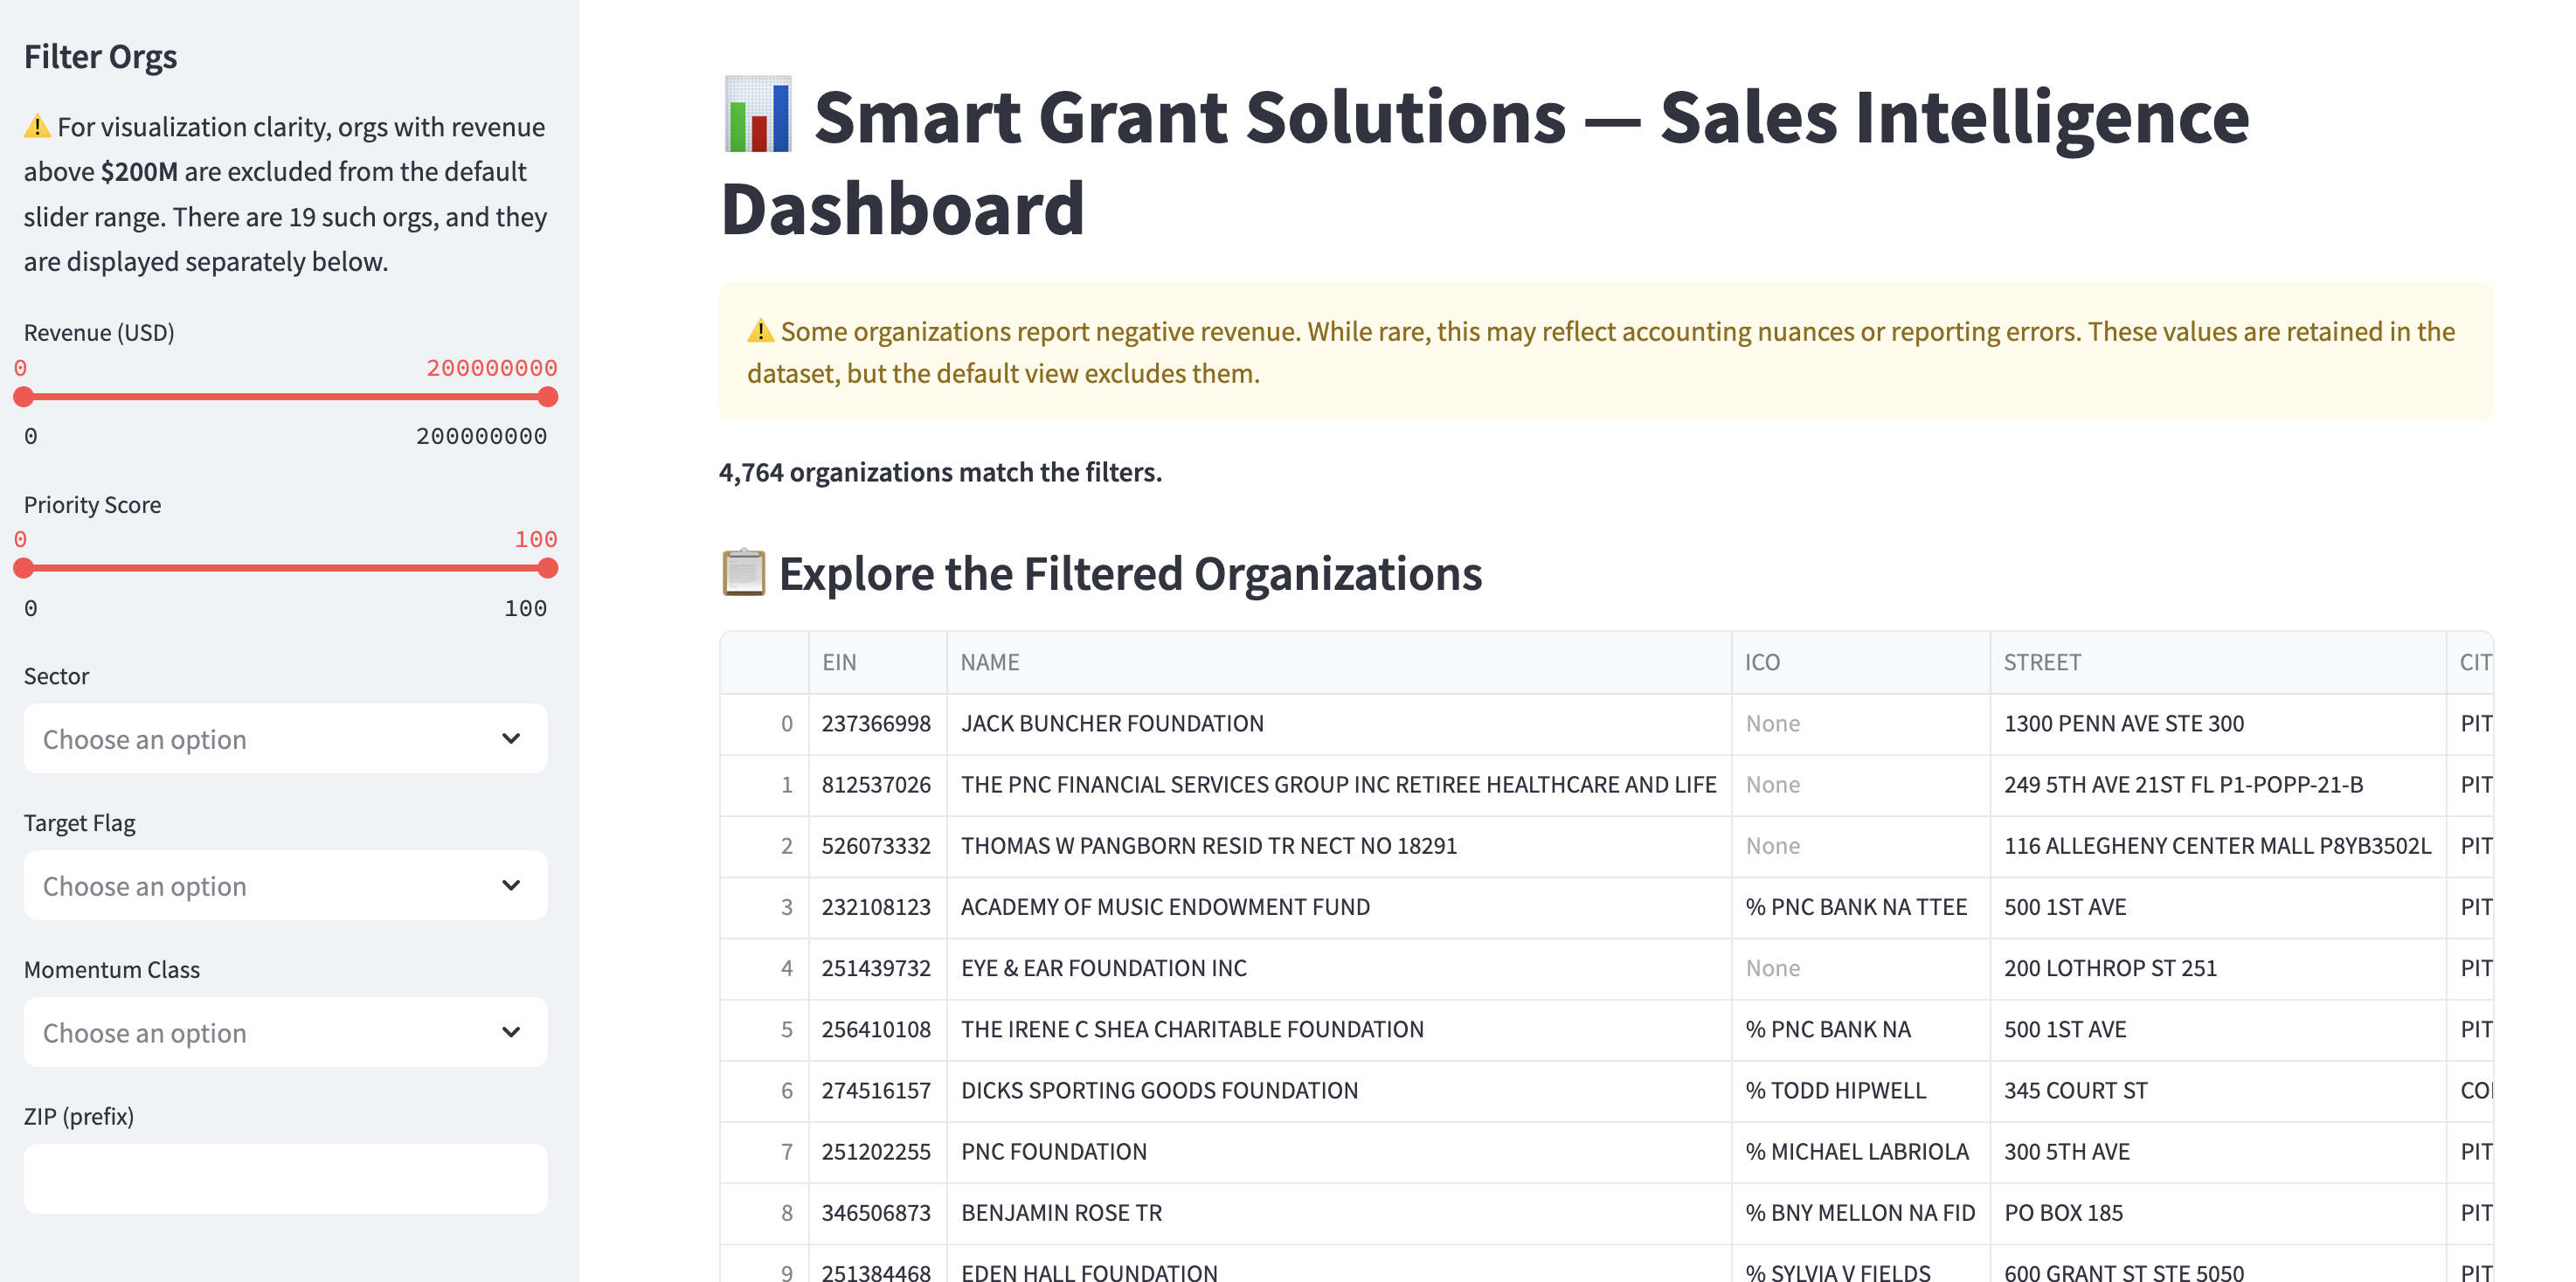 Filter Orgs
⚠️ For visualization clarity, orgs with revenue
above $200M are excluded from the default
slider range. There are 19 such orgs, and they
are displayed separately below.
Revenue (USD)
0 200000000
0 200000000
Priority Score
0 100
0 100
Sector
Choose an option
Target Flag
Choose an option
Momentum Class
Choose an option
ZIP (prefix)
📊 Smart Grant Solutions — Sales Intelligence
Dashboard
⚠️ Some organizations report negative revenue. While rare, this may reflect accounting nuances or reporting errors. These values are retained in the
dataset, but the default view excludes them.
4,764 organizations match the filters.
📋 Explore the Filtered Organizations
EIN NAME ICO STREET CIT
0 237366998 JACK BUNCHER FOUNDATION None 1300 PENN AVE STE 300 PIT
1 812537026 THE PNC FINANCIAL SERVICES GROUP INC RETIREE HEALTHCARE AND LIFE None 249 5TH AVE 21ST FL P1-POPP-21-B PIT
2 526073332 THOMAS W PANGBORN RESID TR NECT NO 18291 None 116 ALLEGHENY CENTER MALL P8YB3502L PIT
3 232108123 ACADEMY OF MUSIC ENDOWMENT FUND % PNC BANK NA TTEE 500 1ST AVE PIT
4 251439732 EYE & EAR FOUNDATION INC None 200 LOTHROP ST 251 PIT
5 256410108 THE IRENE C SHEA CHARITABLE FOUNDATION % PNC BANK NA 500 1ST AVE PIT
6 274516157 DICKS SPORTING GOODS FOUNDATION % TODD HIPWELL 345 COURT ST CO
7 251202255 PNC FOUNDATION % MICHAEL LABRIOLA 300 5TH AVE PIT
8 346506873 BENJAMIN ROSE TR % BNY MELLON NA FID PO BOX 185 PIT
9 251384468 EDEN HALL FOUNDATION % SYLVIA V FIELDS 600 GRANT ST STE 5050 PIT